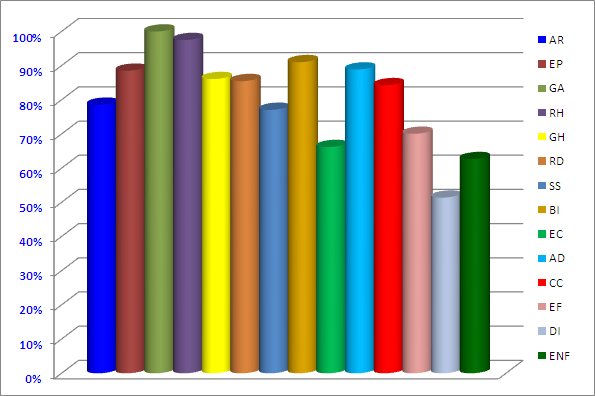 100%
90%
80%
70%
60%
50%
40%
30%
20%
10%
0%
AR
EP
GA
RH
GH
RD
SS
BI
EC
AD
CC
EF
DI
ENF